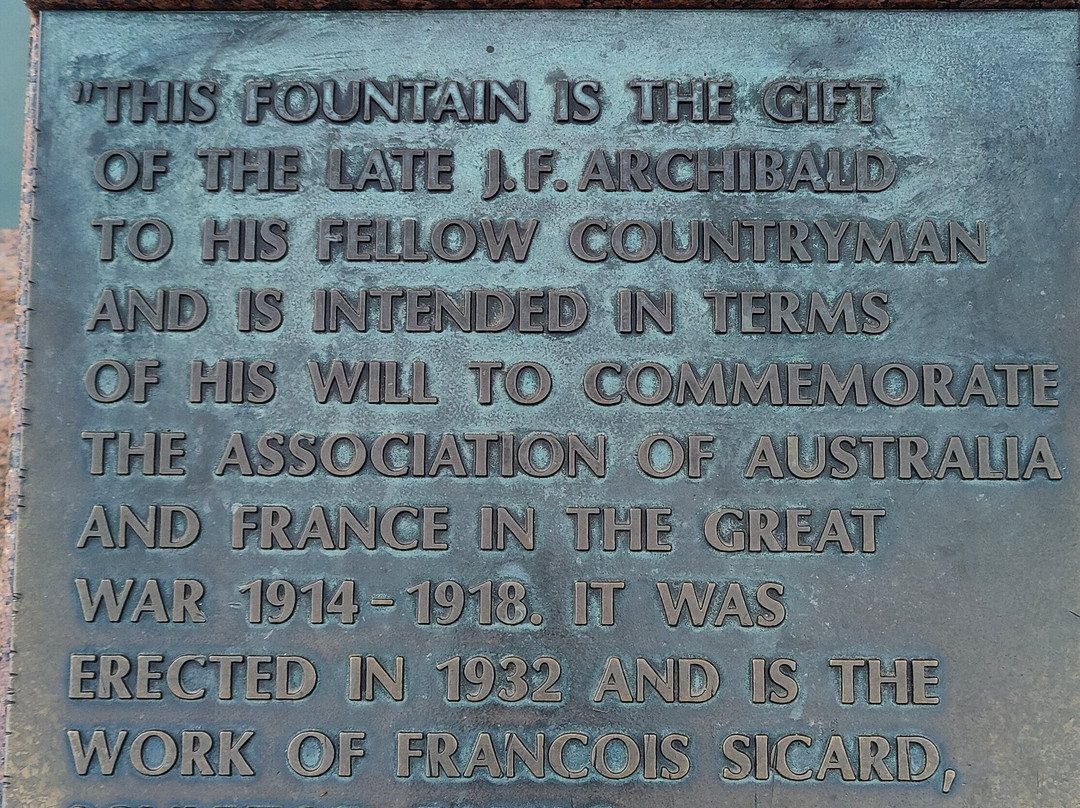 "THIS FOUNTAIN IS THE GIFT
OF THE LATE J. F. ARCHIBALD
TO HIS FELLOW COUNTRYMAN
AND IS INTENDED IN TERMS
OF HIS WILL TO COMMEMORATE
THE ASSOCIATION OF AUSTRALIA
AND FRANCE IN THE GREAT
WAR 1914 - 1918. IT WAS
ERECTED IN 1932 AND IS THE
WORK OF FRANCOIS SICARD,